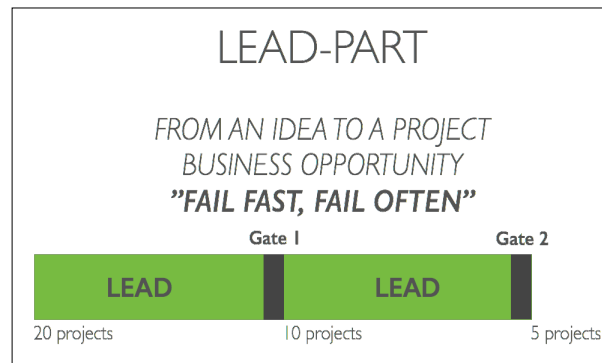 LEAD-PART
FROM AN IDEA TO A PROJECT
BUSINESS OPPORTUNITY
”FAIL FAST, FAIL OFTEN”
Gate 1 Gate 2
LEAD LEAD
20 projects 10 projects 5 projects